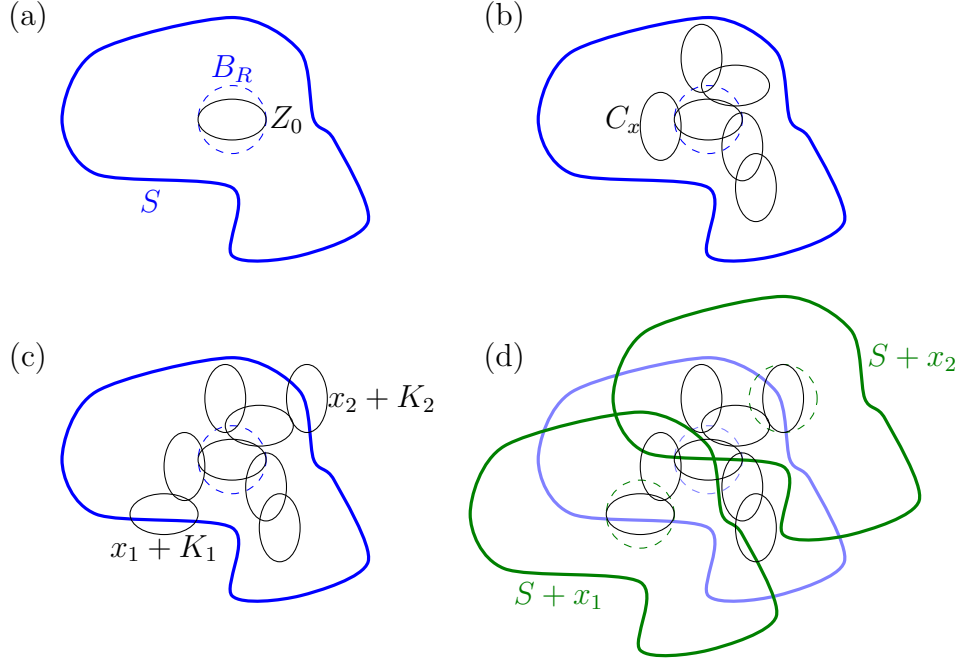 (a)
B_R
Z_0
S
(b)
C_x
(c)
x_2 + K_2
x_1 + K_1
(d)
S + x_2
S + x_1